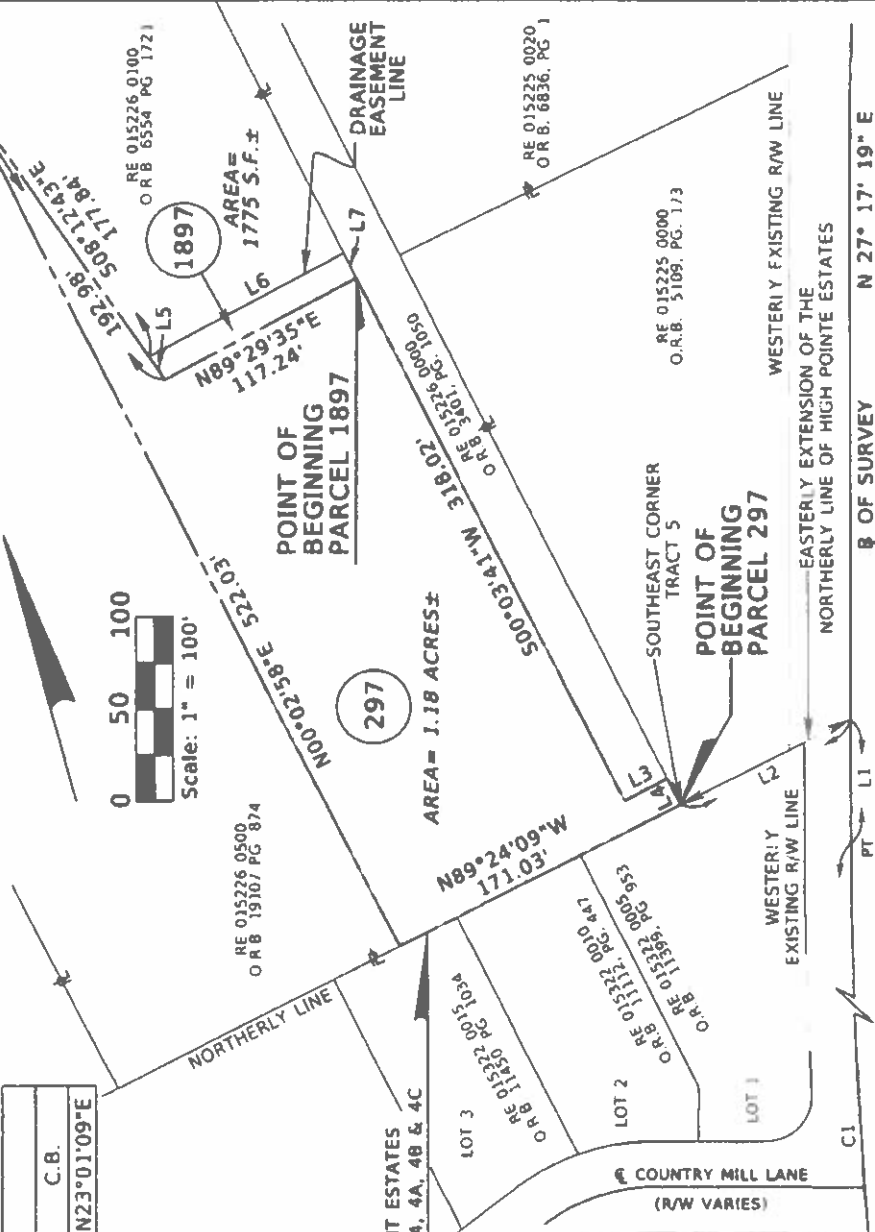 RE 015226 0100
O R B 6554 PG 1721
192.98'
S08°12'43"E
177.84'
1897
AREA=
1775 S.F.±
DRAINAGE
EASEMENT
LINE
RE 015225 0020
O R B. 6836, PG 1
L5
L6
L7
N89°29'35"E
117.24'
POINT OF
BEGINNING
PARCEL 1897
RE 015226 0000
O R B 3401, PG. 1050
S00°03'41"W 318.02'
RE 015225 0000
O.R.B. 5109, PG. 173
WESTERLY EXISTING R/W LINE
EASTERLY EXTENSION OF THE
NORTHERLY LINE OF HIGH POINTE ESTATES
B OF SURVEY
N 27° 17' 19" E
0 50 100
Scale: 1" = 100'
N00°02'58"E 522.03'
297
AREA= 1.18 ACRES±
SOUTHEAST CORNER
TRACT 5
POINT OF
BEGINNING
PARCEL 297
L3
L4
L2
L1
PT
RE 015226 0500
O R B 19107 PG 874
N89°24'09"W
171.03'
NORTHERLY LINE
WESTERLY
EXISTING R/W LINE
RE 015322 0015
O R B 11450 PG 1034
RE 015322 0010
O.R.B 11112, PG. 447
RE 015322 0005
O.R.B 11399, PG 953
LOT 3
LOT 2
LOT 1
C.B.
N23°01'09"E
T ESTATES
4A, 4B & 4C
COUNTRY MILL LANE
(R/W VARIES)
C1